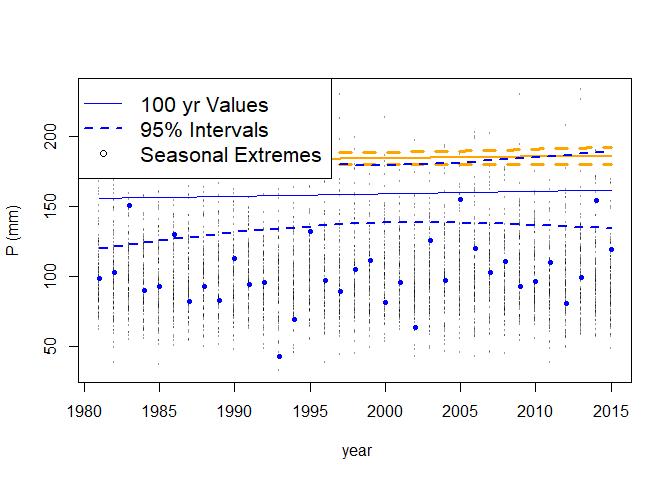 100 yr Values
95% Intervals
Seasonal Extremes
P (mm)
200
150
100
50
1980 1985 1990 1995 2000 2005 2010 2015
year